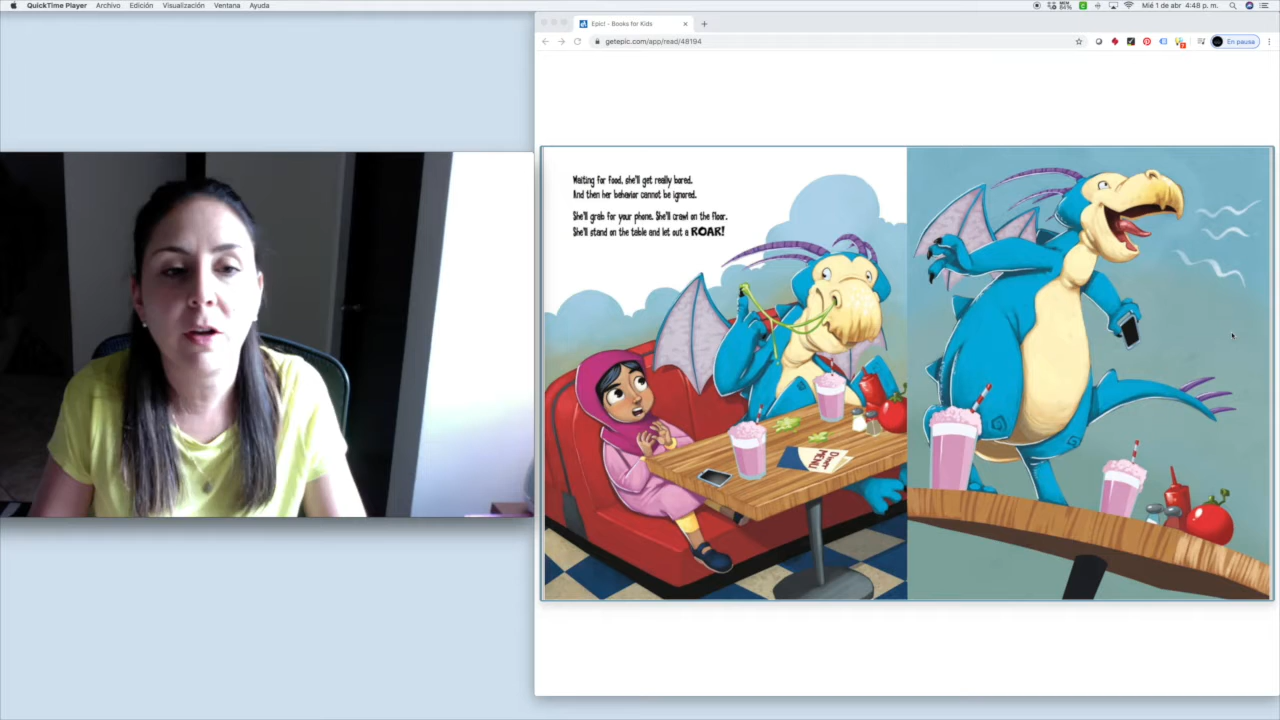 QuickTime Player Archivo Edición Visualización Ventana Ayuda
Mié 1 de abr 4:48 p. m.
Epic! - Books for Kids
getepic.com/app/read/48194
En pausa
Waiting for food, she'll get really bored.
And then her behavior cannot be ignored.
She'll grab for your phone. She'll crawl on the floor.
She'll stand on the table and let out a ROAR!
Diner
MENU